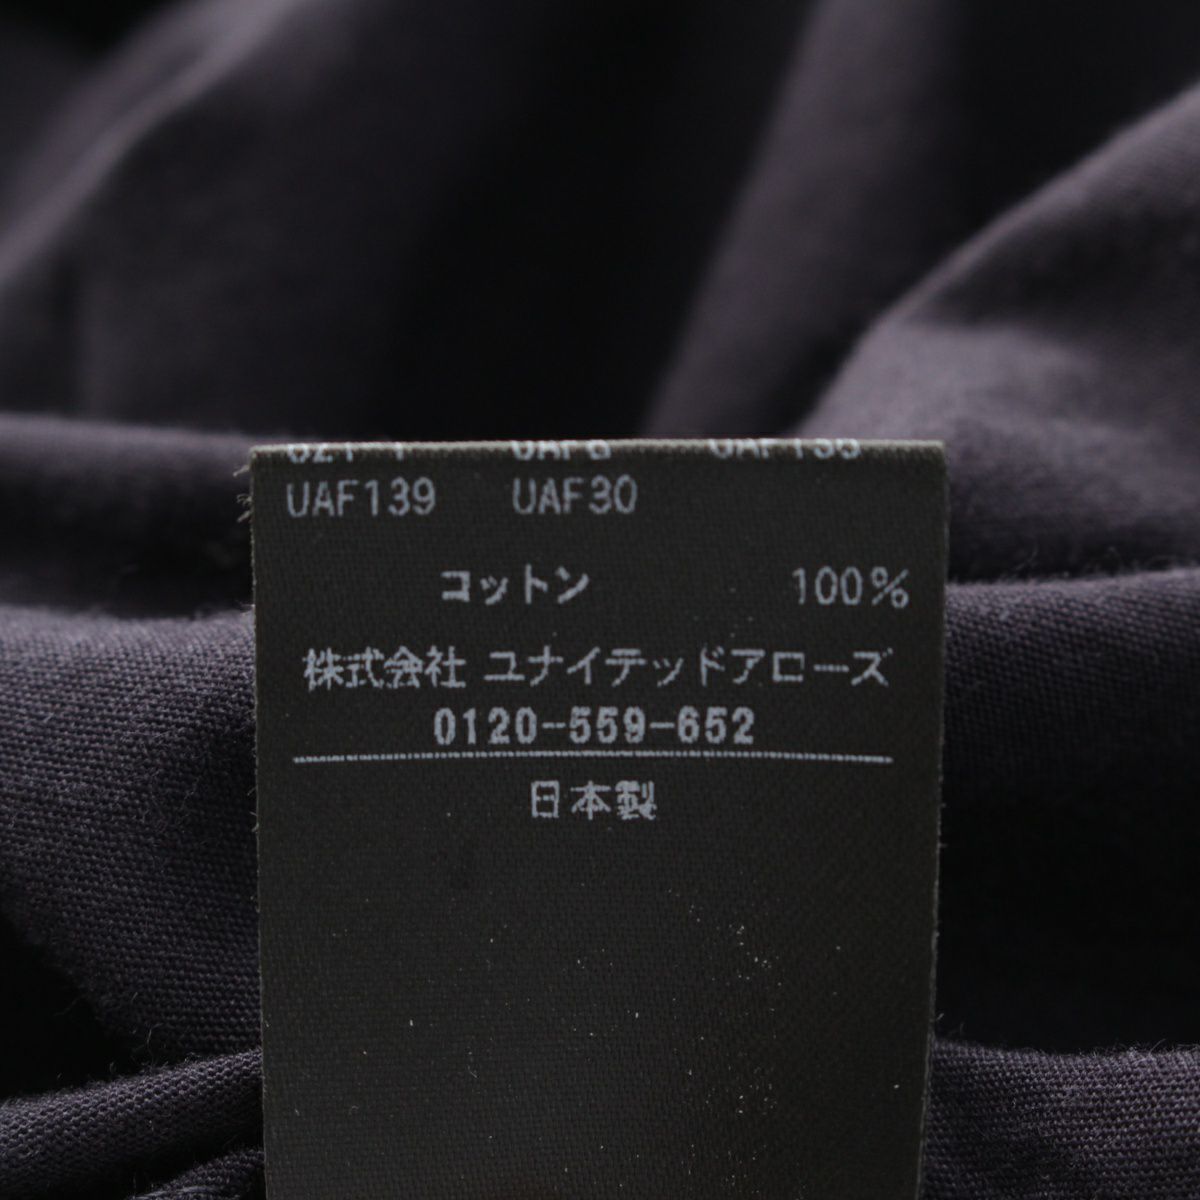 UAF139 UAF30
コットン 100%
株式会社 ユナイテッドアローズ
0120-559-652
日本製